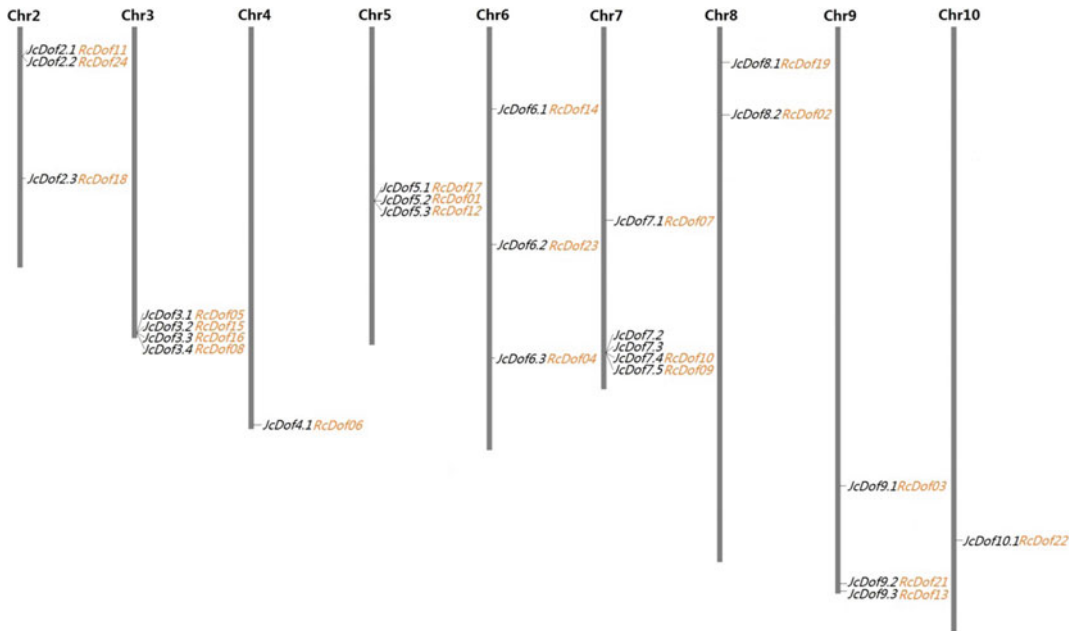 Chr2 Chr3 Chr4 Chr5 Chr6 Chr7 Chr8 Chr9 Chr10
JcDof2.1 RcDof11
JcDof2.2 RcDof24
JcDof2.3 RcDof18
JcDof3.1 RcDof05
JcDof3.2 RcDof15
JcDof3.3 RcDof16
JcDof3.4 RcDof08
JcDof4.1 RcDof06
JcDof5.1 RcDof17
JcDof5.2 RcDof01
JcDof5.3 RcDof12
JcDof6.1 RcDof14
JcDof6.2 RcDof23
JcDof6.3 RcDof04
JcDof7.1 RcDof07
JcDof7.2
JcDof7.3
JcDof7.4 RcDof10
JcDof7.5 RcDof09
JcDof8.1 RcDof19
JcDof8.2 RcDof02
JcDof9.1 RcDof03
JcDof9.2 RcDof21
JcDof9.3 RcDof13
JcDof10.1 RcDof22